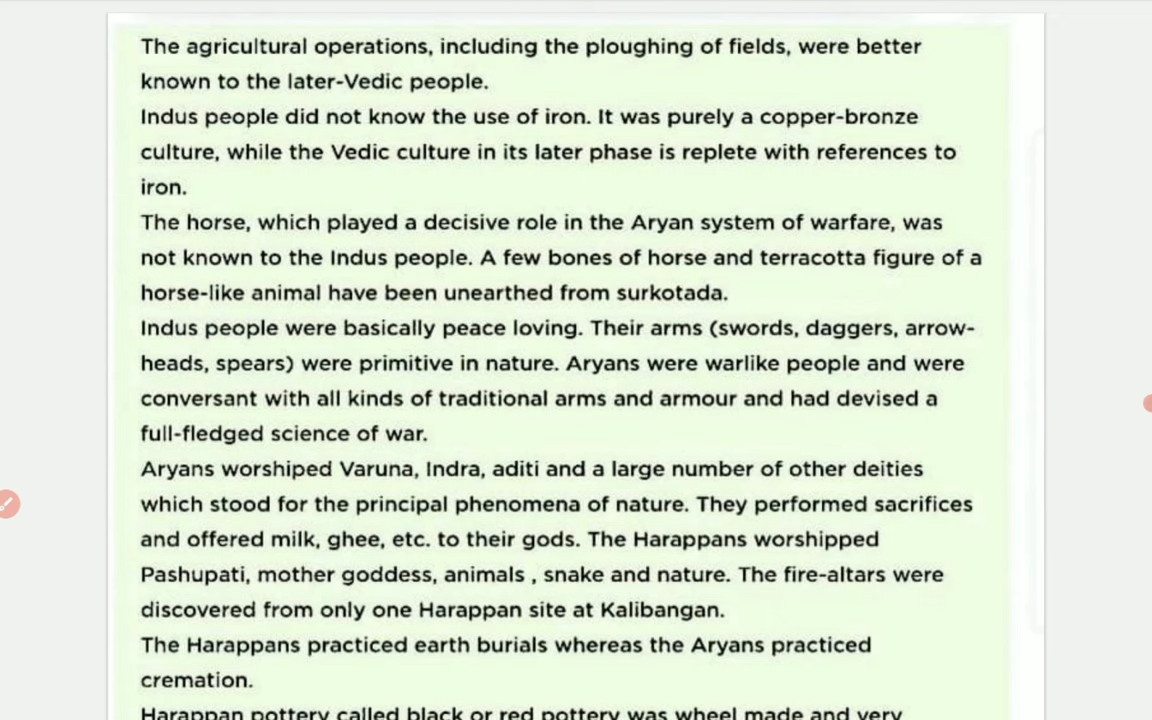 The agricultural operations, including the ploughing of fields, were better
known to the later-Vedic people.
Indus people did not know the use of iron. It was purely a copper-bronze
culture, while the Vedic culture in its later phase is replete with references to
iron.
The horse, which played a decisive role in the Aryan system of warfare, was
not known to the Indus people. A few bones of horse and terracotta figure of a
horse-like animal have been unearthed from surkotada.
Indus people were basically peace loving. Their arms (swords, daggers, arrow-
heads, spears) were primitive in nature. Aryans were warlike people and were
conversant with all kinds of traditional arms and armour and had devised a
full-fledged science of war.
Aryans worshiped Varuna, Indra, aditi and a large number of other deities
which stood for the principal phenomena of nature. They performed sacrifices
and offered milk, ghee, etc. to their gods. The Harappans worshipped
Pashupati, mother goddess, animals , snake and nature. The fire-altars were
discovered from only one Harappan site at Kalibangan.
The Harappans practiced earth burials whereas the Aryans practiced
cremation.
Harappan pottery called black or red pottery was wheel made and very